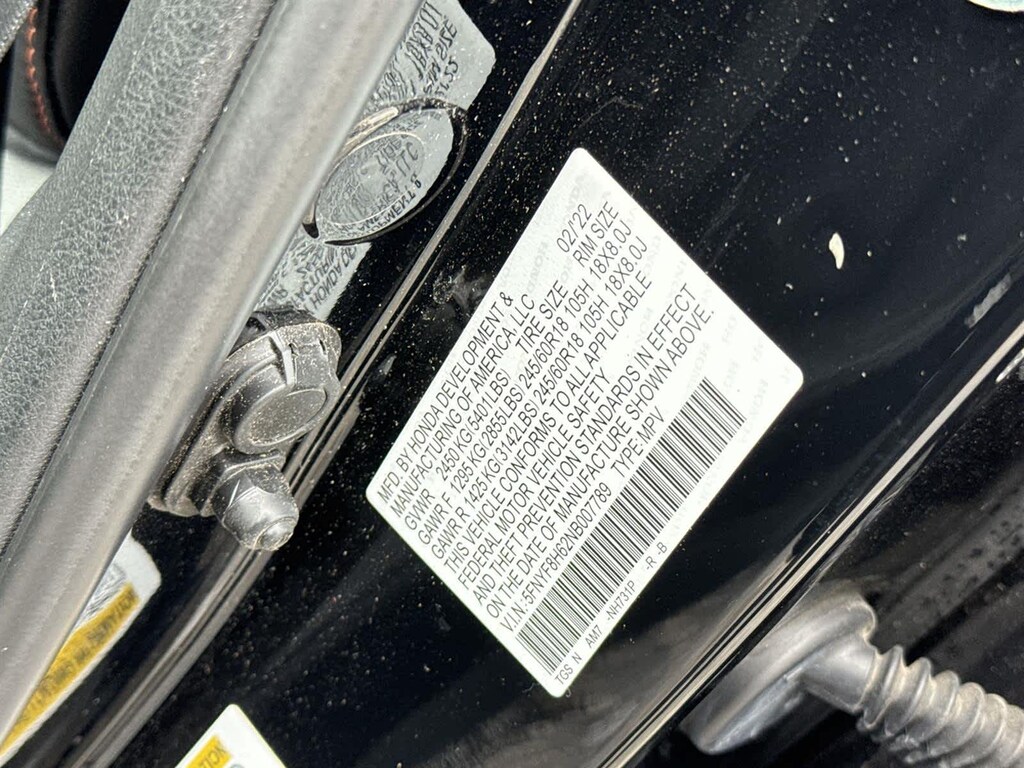 MFD. BY HONDA DEVELOPMENT &
MANUFACTURING OF AMERICA, LLC 02/'22
GVWR 2450 KG(5401LBS) TIRE SIZE RIM SIZE
GAWR F 1295 KG(2855LBS) 245/60R18 105H 18X8.0J
GAWR R 1425 KG(3142LBS) 245/60R18 105H 18X8.0J
THIS VEHICLE CONFORMS TO ALL APPLICABLE
FEDERAL MOTOR VEHICLE SAFETY
AND THEFT PREVENTION STANDARDS IN EFFECT
ON THE DATE OF MANUFACTURE SHOWN ABOVE.
V.I.N.:5FNYF8H62NB007789 TYPE: MPV
TGS N AM7 -NH731P -R -B